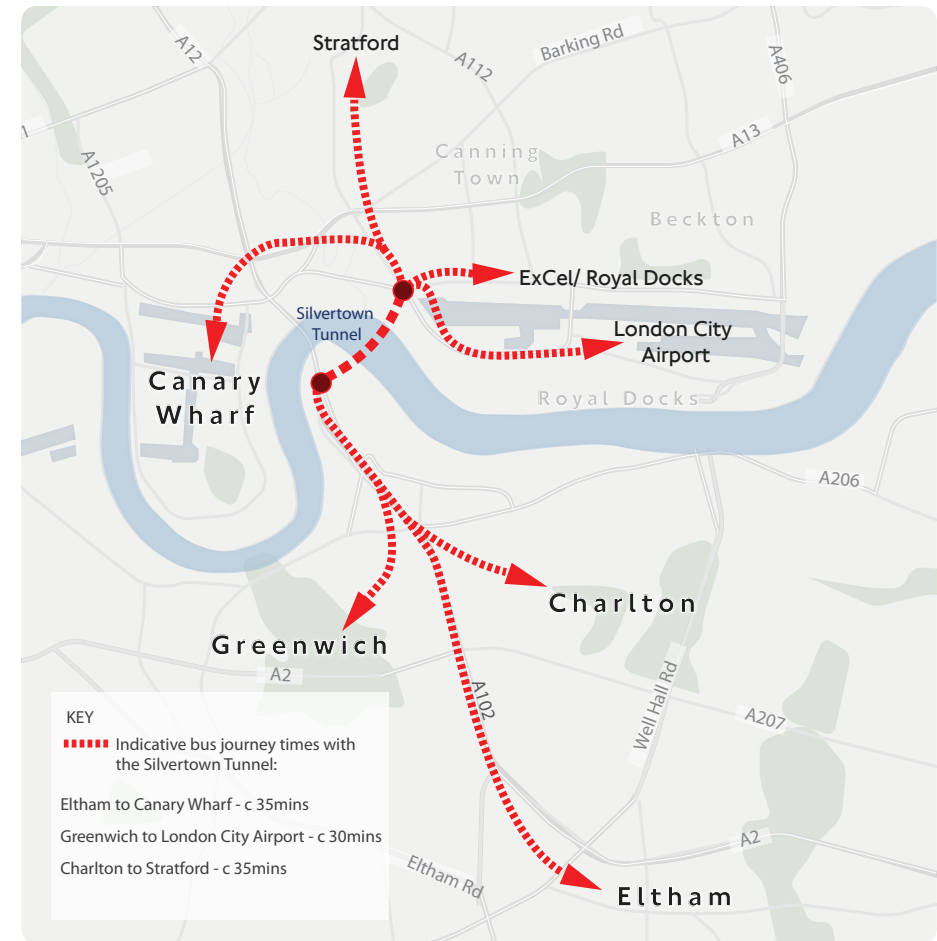 Stratford
A12
A112
Barking Rd
A406
A13
A1205
Canning
Town
Beckton
ExCel/ Royal Docks
Silvertown
Tunnel
London City
Airport
Canary
Wharf
Royal Docks
A206
Charlton
Greenwich
A2
A102
Well Hall Rd
A207
KEY
Indicative bus journey times with
the Silvertown Tunnel:
Eltham to Canary Wharf - c 35mins
Greenwich to London City Airport - c 30mins
Charlton to Stratford - c 35mins
A2
Eltham Rd
Eltham